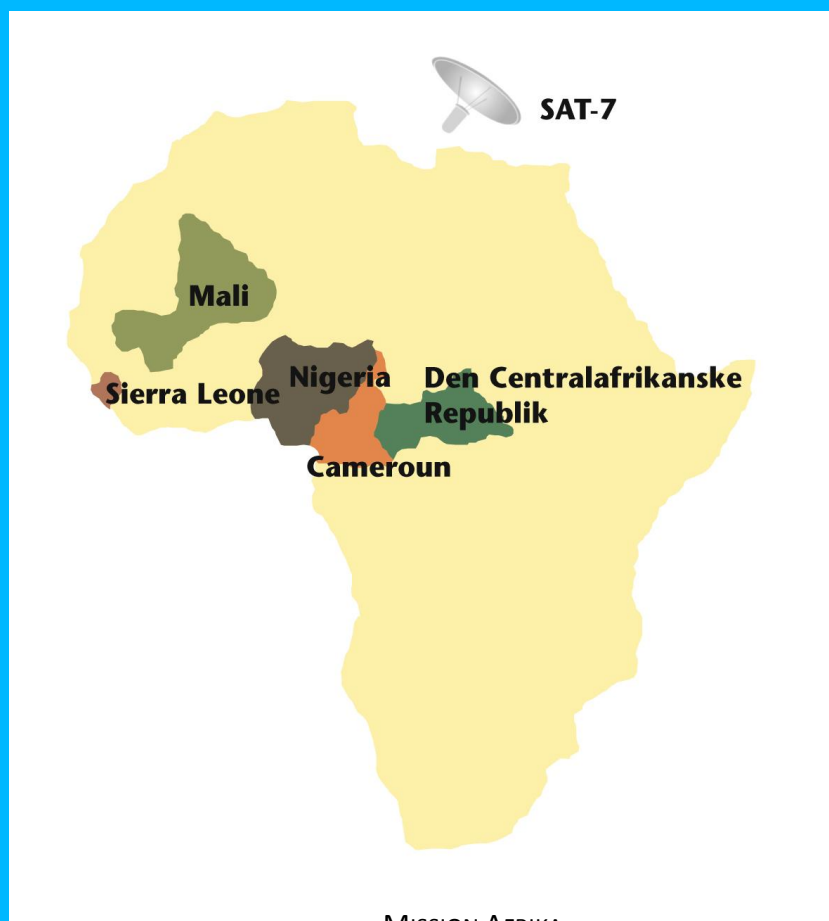 SAT-7
Mali
Sierra Leone
Nigeria
Den Centralafrikanske
Republik
Cameroun
MISSION AFRIKA